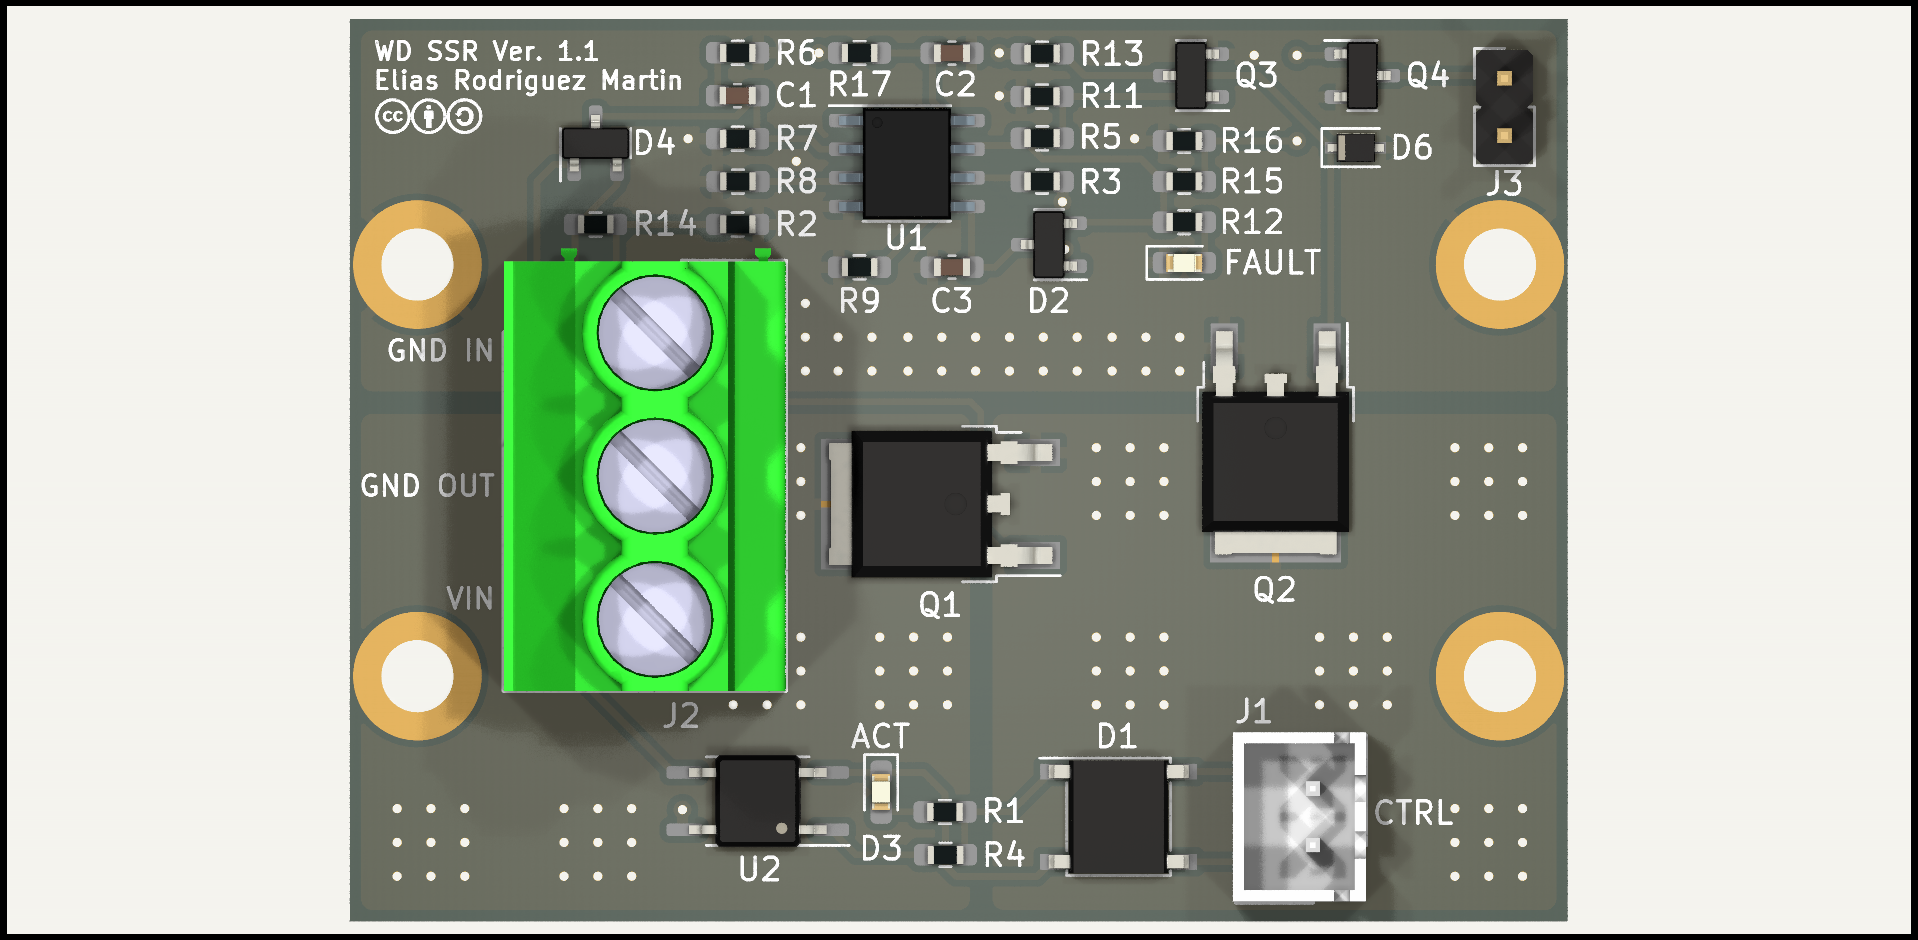 WD SSR Ver. 1.1
Elias Rodriguez Martin
cc
R6
R17
C2
R13
Q3
Q4
C1
R11
D4
R7
R5
R16
D6
R8
R3
R15
J3
R14
R2
U1
R12
FAULT
R9
C3
D2
GND IN
GND OUT
VIN
Q1
Q2
J2
ACT
D1
J1
CTRL
R1
D3
R4
U2